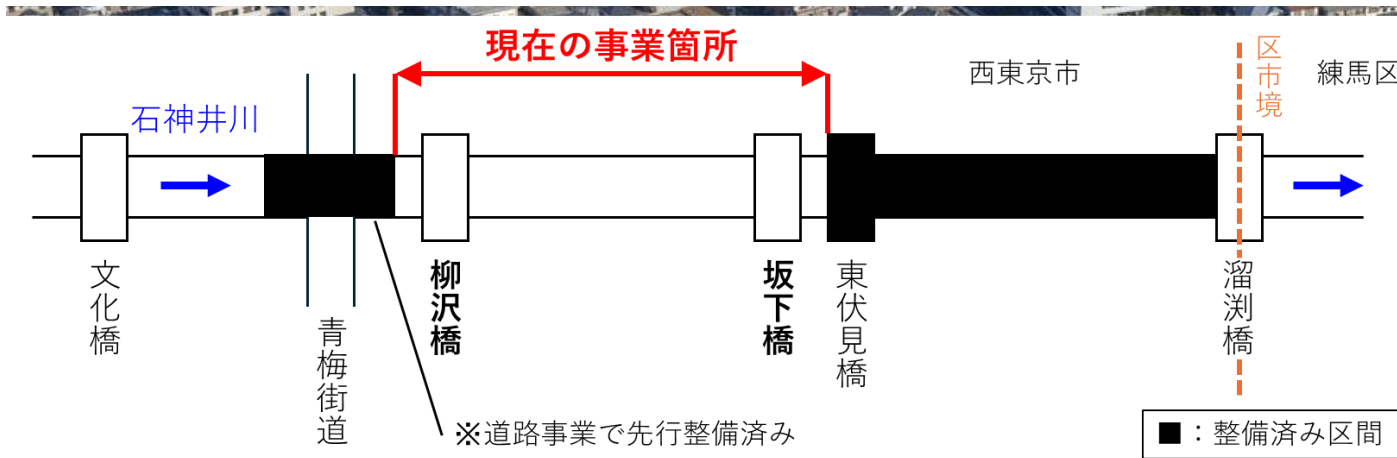 現在の事業箇所
西東京市
区市境
練馬区
石神井川
文化橋
青梅街道
柳沢橋
坂下橋
東伏見橋
溜渕橋
※道路事業で先行整備済み
■：整備済み区間